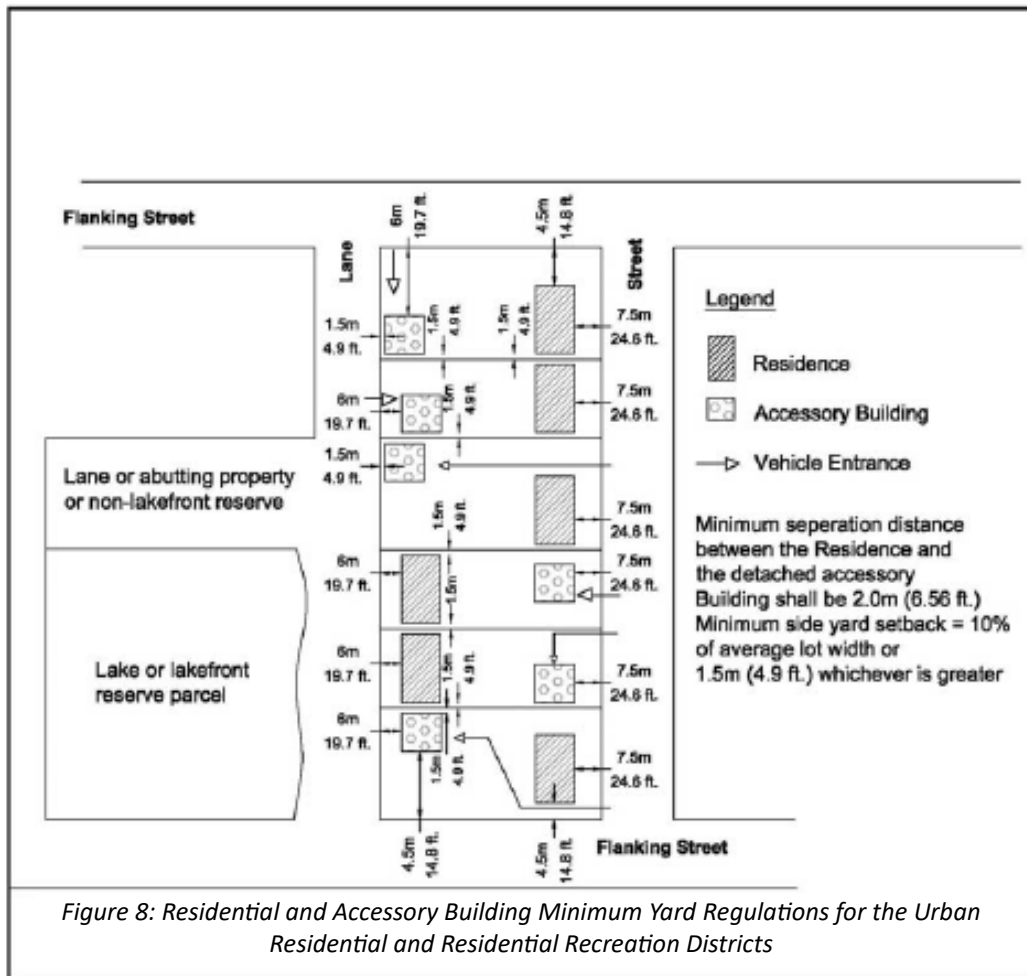 Flanking Street
Lane
6m
19.7 ft.
4.5m
14.8 ft.
Street
1.5m
4.9 ft.
1.5m
4.9 ft.
1.5m
4.9 ft.
7.5m
24.6 ft.
6m
19.7 ft.
1.5m
4.9 ft.
7.5m
24.6 ft.
1.5m
4.9 ft.
1.5m
4.9 ft.
7.5m
24.6 ft.
6m
19.7 ft.
1.5m
7.5m
24.6 ft.
6m
19.7 ft.
1.5m
4.9 ft.
7.5m
24.6 ft.
6m
19.7 ft.
1.5m
4.9 ft.
7.5m
24.6 ft.
4.5m
14.8 ft.
4.5m
14.8 ft.
Flanking Street
Lane or abutting property
or non-lakefront reserve
Lake or lakefront
reserve parcel
Legend
Residence
Accessory Building
Vehicle Entrance
Minimum seperation distance
between the Residence and
the detached accessory
Building shall be 2.0m (6.56 ft.)
Minimum side yard setback = 10%
of average lot width or
1.5m (4.9 ft.) whichever is greater
Figure 8: Residential and Accessory Building Minimum Yard Regulations for the Urban
Residential and Residential Recreation Districts